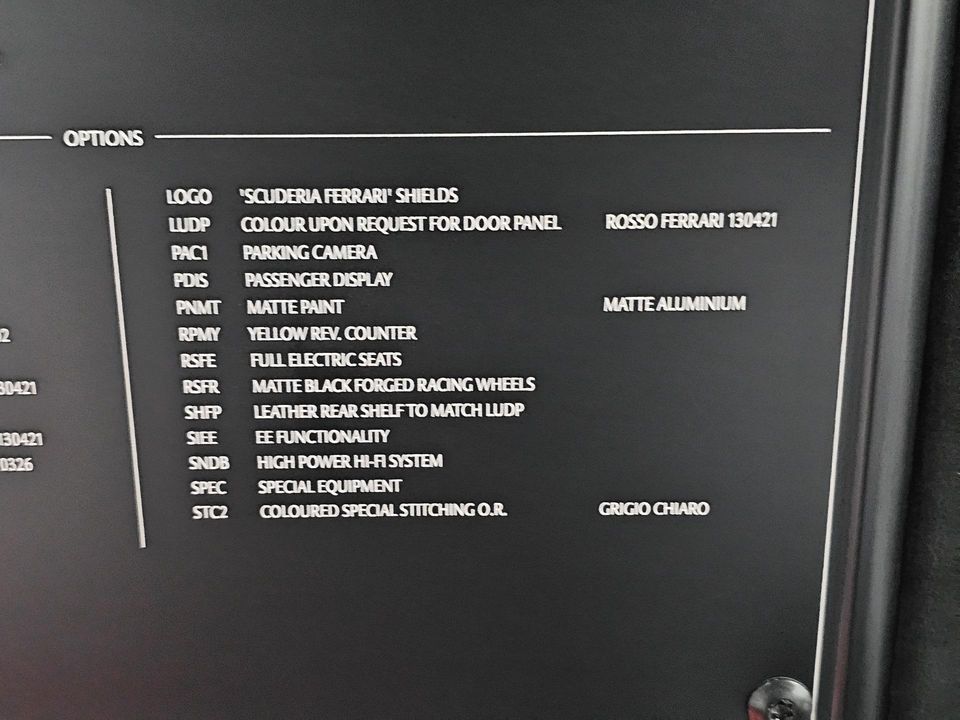 OPTIONS
LOGO "SCUDERIA FERRARI" SHIELDS
LUDP COLOUR UPON REQUEST FOR DOOR PANEL ROSSO FERRARI 130421
PAC1 PARKING CAMERA
PDIS PASSENGER DISPLAY
PNMT MATTE PAINT MATTE ALUMINIUM
RPMY YELLOW REV. COUNTER
RSFE FULL ELECTRIC SEATS
RSFR MATTE BLACK FORGED RACING WHEELS
SHFP LEATHER REAR SHELF TO MATCH LUDP
SIEE EE FUNCTIONALITY
SNDB HIGH POWER HI-FI SYSTEM
SPEC SPECIAL EQUIPMENT
STC2 COLOURED SPECIAL STITCHING O.R. GRIGIO CHIARO